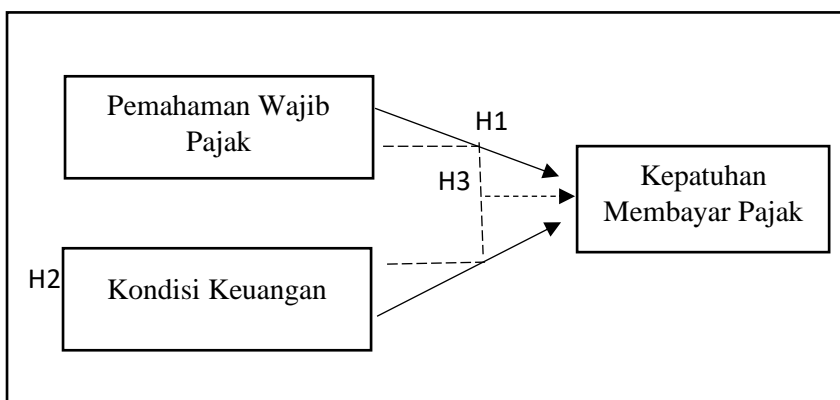 Pemahaman Wajib
Pajak
H1
H3
Kepatuhan
Membayar Pajak
H2
Kondisi Keuangan